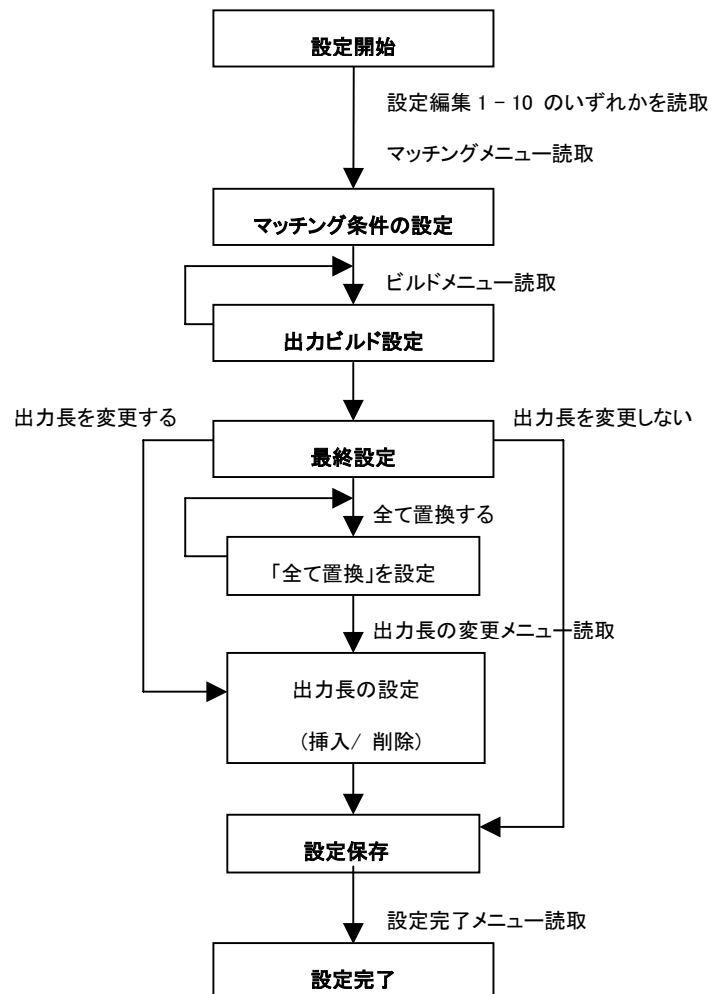 設定開始
設定編集 1 – 10 のいずれかを読取
マッチングメニュー読取
マッチング条件の設定
ビルドメニュー読取
出力ビルド設定
出力長を変更する
出力長を変更しない
最終設定
全て置換する
「全て置換」を設定
出力長の変更メニュー読取
出力長の設定
(挿入/ 削除)
設定保存
設定完了メニュー読取
設定完了